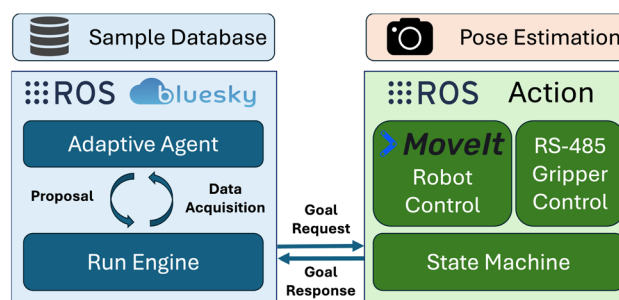 Sample Database
ROS bluesky
Adaptive Agent
Proposal
Data
Acquisition
Run Engine
Goal
Request
Goal
Response
Pose Estimation
ROS Action
MoveIt
Robot
Control
RS-485
Gripper
Control
State Machine